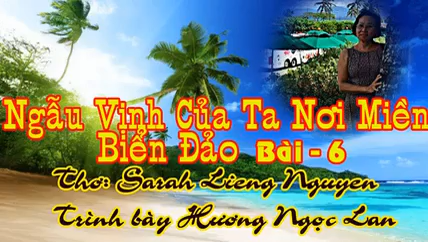 Ngẫu Vịnh Của Ta Nơi Miền
Biển Đảo Bài - 6
Thơ: Sarah Lieng Nguyen
Trình bày Hương Ngọc Lan